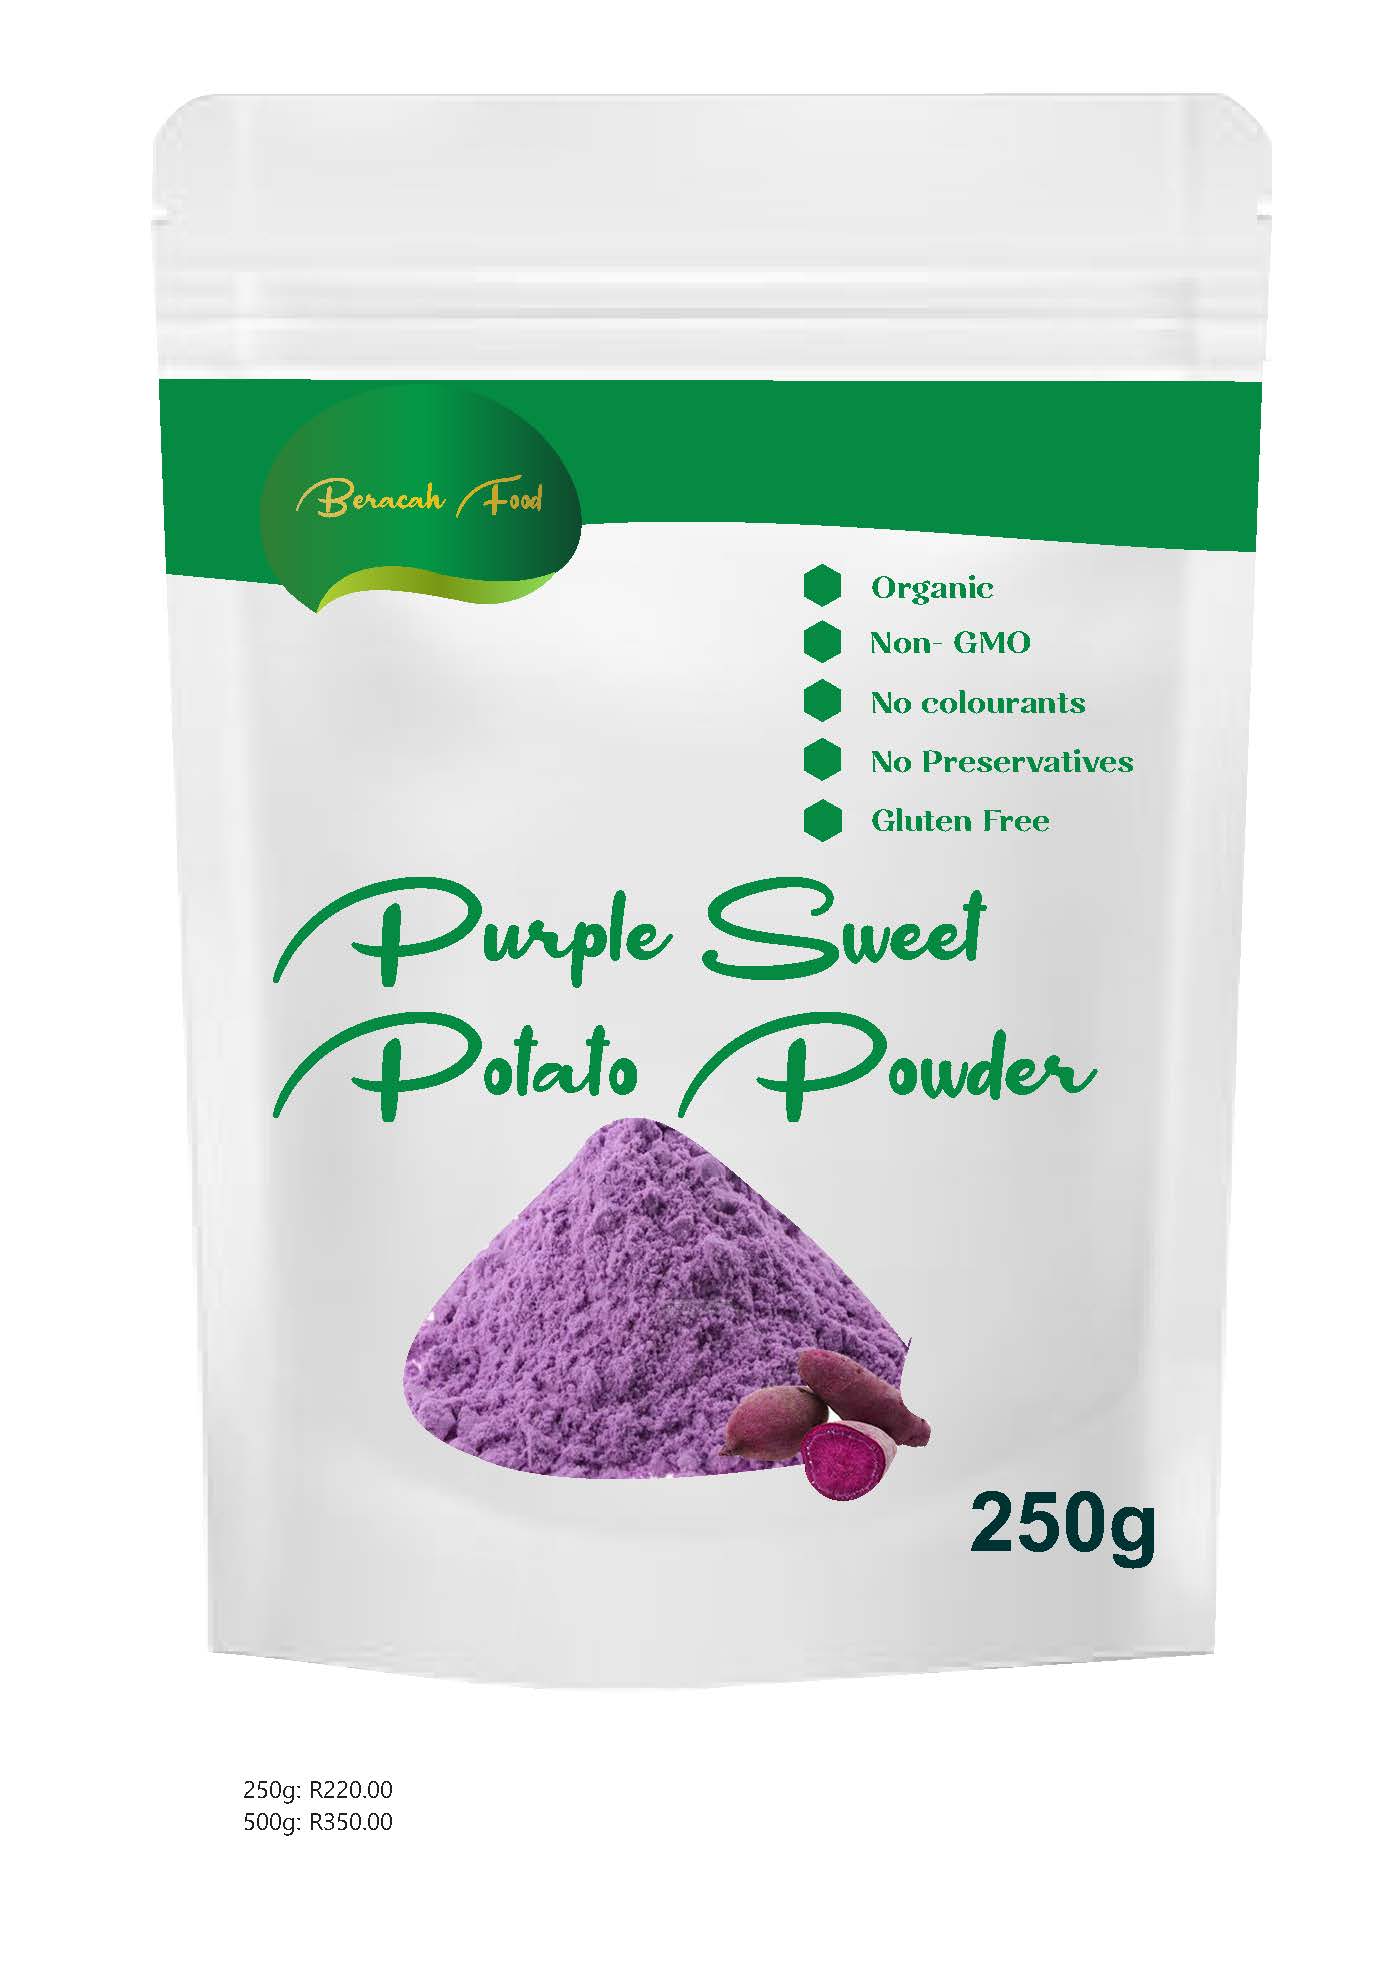 Beracah Food
Organic
Non- GMO
No colourants
No Preservatives
Gluten Free
Purple Sweet
Potato Powder
250g
250g: R220.00
500g: R350.00